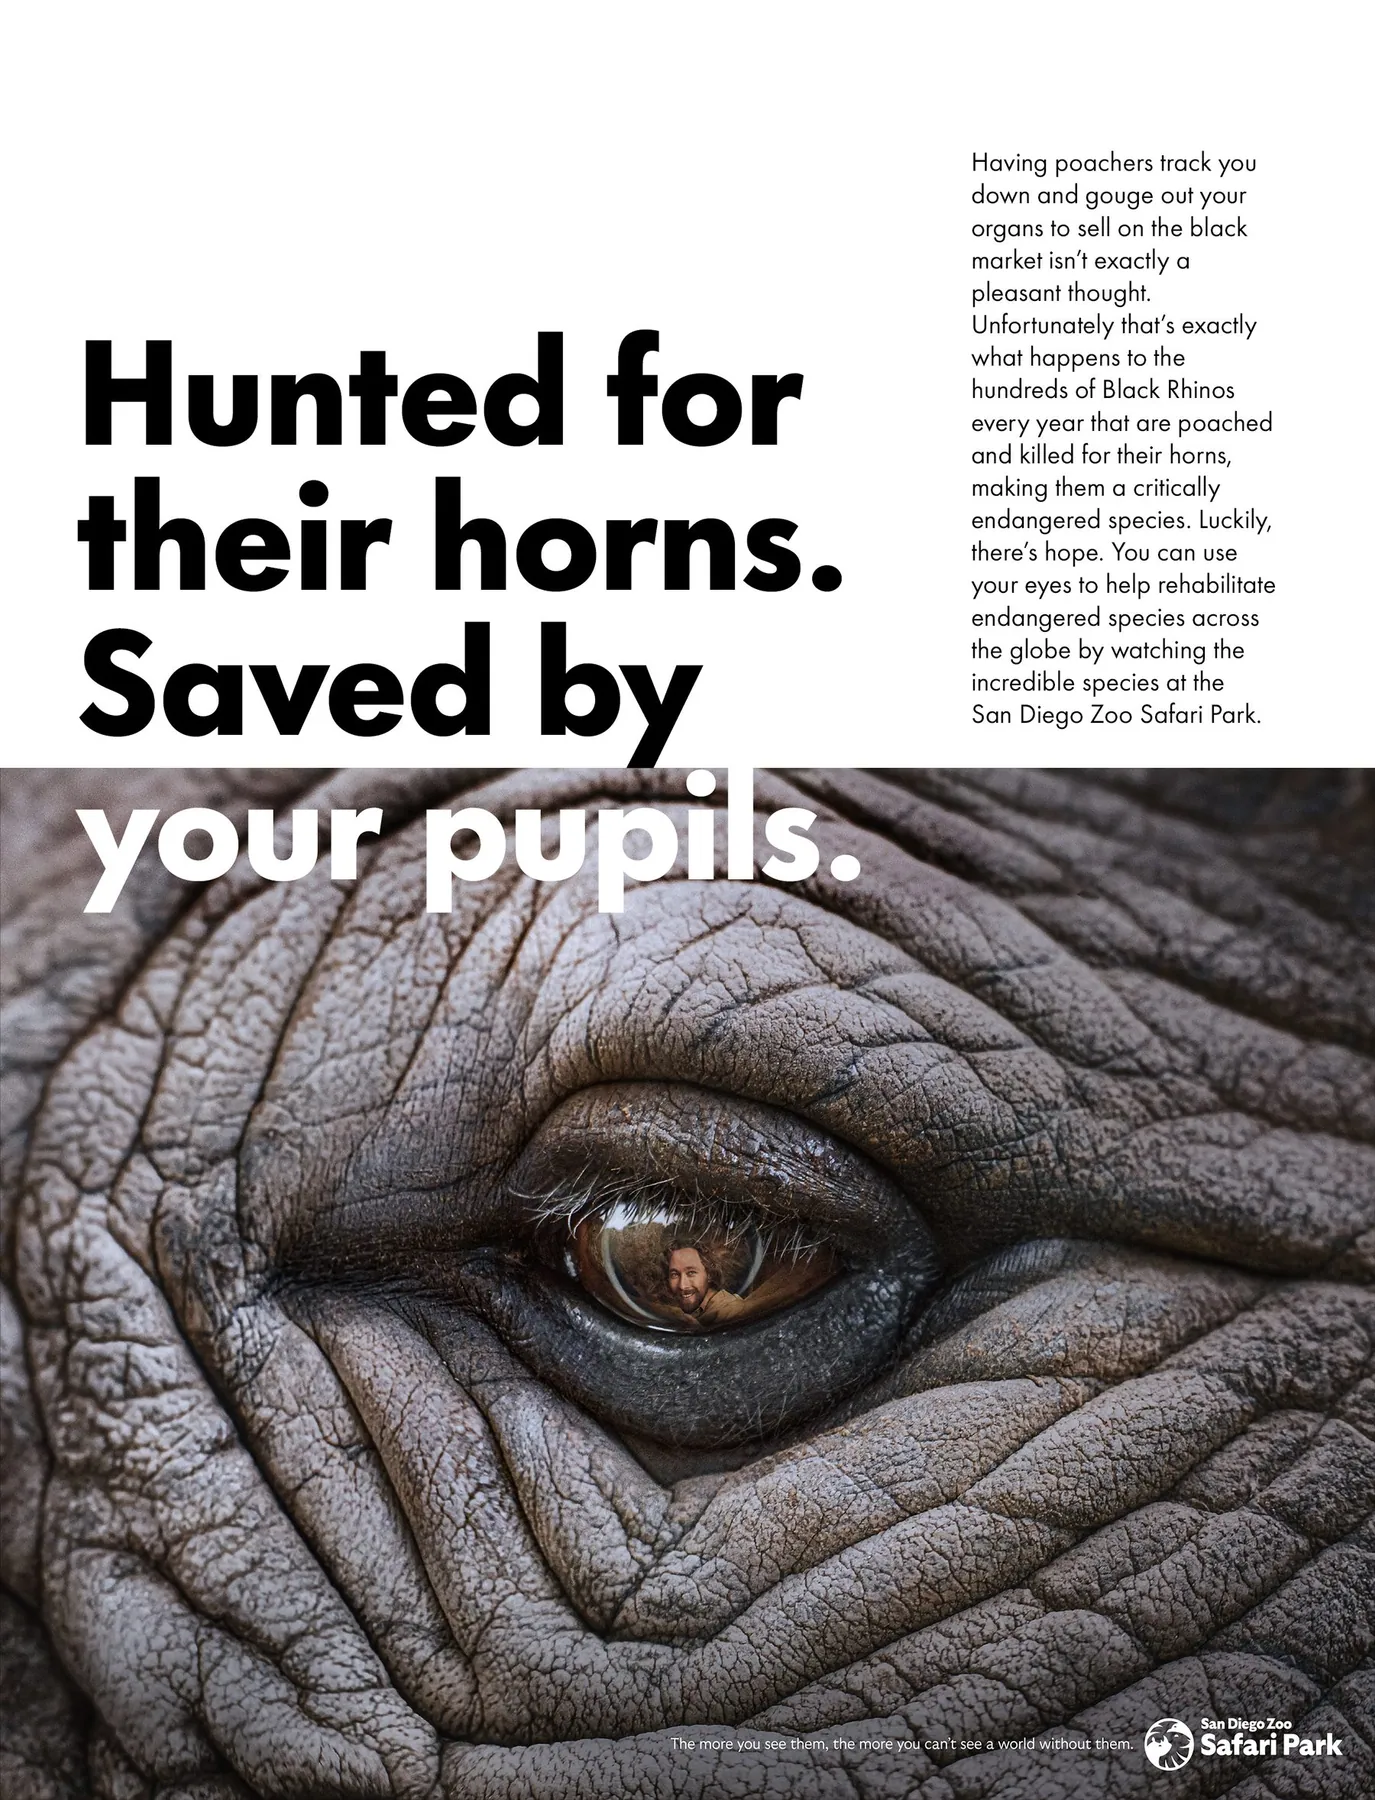 Hunted for
their horns.
Saved by
your pupils.
Having poachers track you
down and gouge out your
organs to sell on the black
market isn’t exactly a
pleasant thought.
Unfortunately that’s exactly
what happens to the
hundreds of Black Rhinos
every year that are poached
and killed for their horns,
making them a critically
endangered species. Luckily,
there’s hope. You can use
your eyes to help rehabilitate
endangered species across
the globe by watching the
incredible species at the
San Diego Zoo Safari Park.
The more you see them, the more you can’t see a world without them.
San Diego Zoo
Safari Park